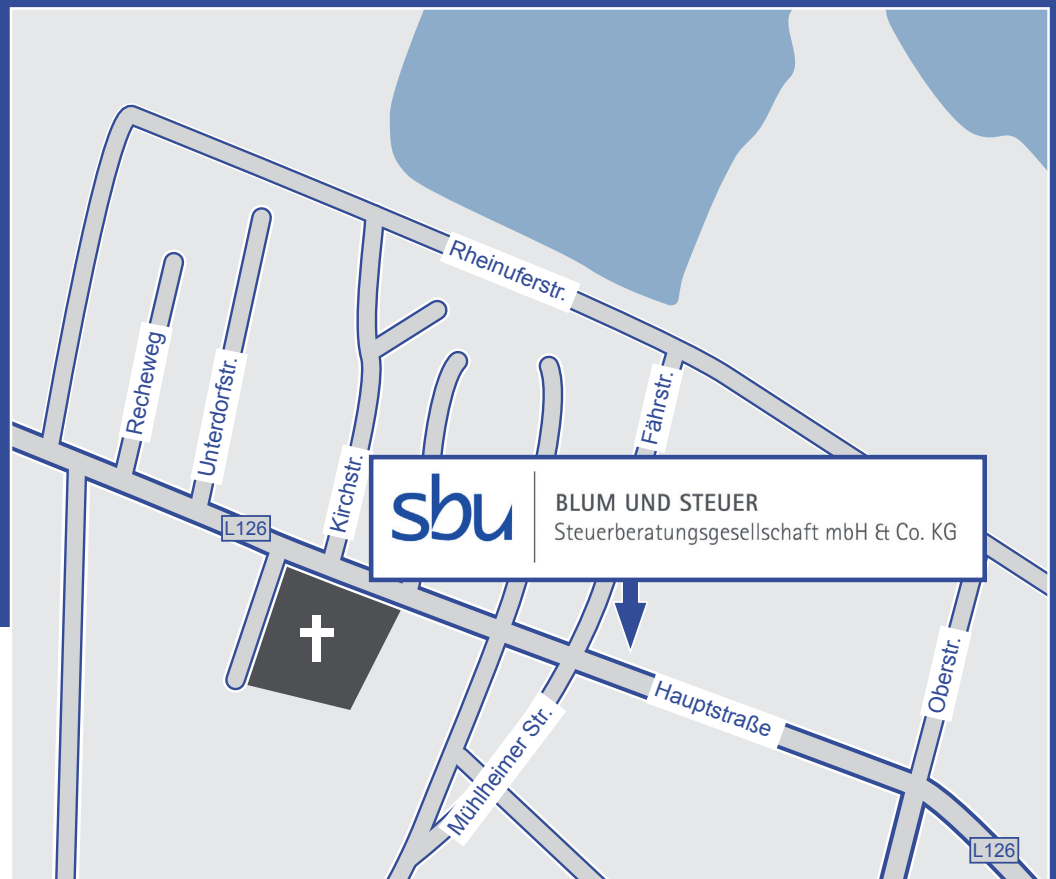 Rheinuferstr.
Recheweg
Unterdorfstr.
Fährstr.
Kirchstr.
L126
sbu
BLUM UND STEUER
Steuerberatungsgesellschaft mbH & Co. KG
Oberstr.
Hauptstraße
Mühlheimer Str.
L126